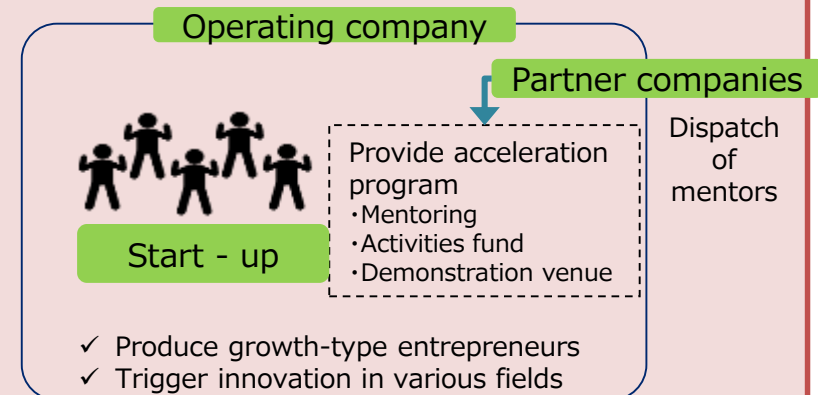 Operating company
Partner companies
Dispatch
of
mentors
Provide acceleration
program
・Mentoring
・Activities fund
・Demonstration venue
Start - up
✓ Produce growth-type entrepreneurs
✓ Trigger innovation in various fields